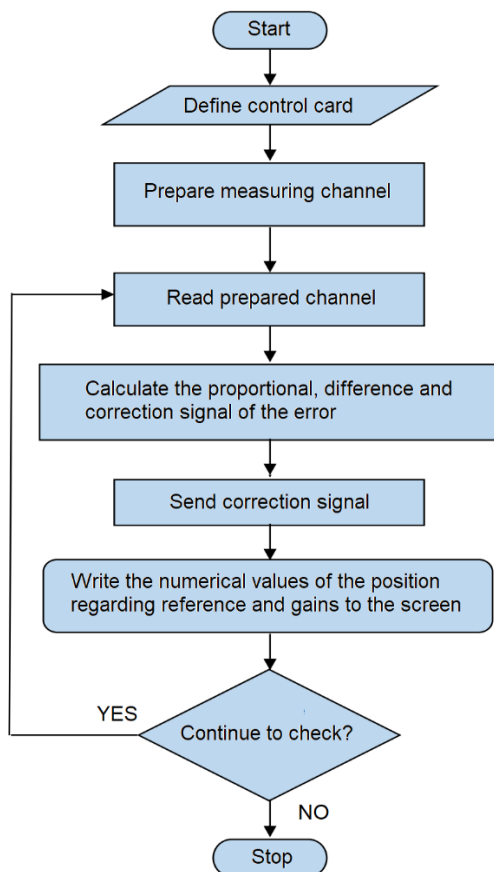 Start
Define control card
Prepare measuring channel
Read prepared channel
Calculate the proportional, difference and
correction signal of the error
Send correction signal
Write the numerical values of the position
regarding reference and gains to the screen
YES
Continue to check?
NO
Stop